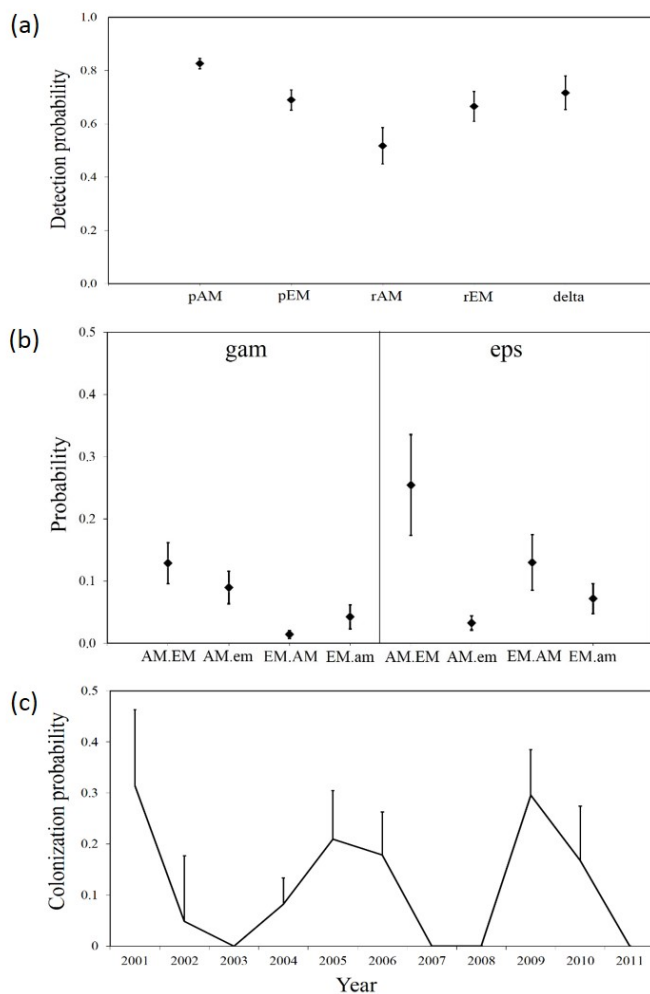 (a)
Detection probability
1.0
0.8
0.6
0.4
0.2
0.0
pAM pEM rAM rEM delta
(b)
Probability
0.5
0.4
0.3
0.2
0.1
0.0
gam eps
AM.EM AM.em EM.AM EM.am AM.EM AM.em EM.AM EM.am
(c)
Colonization probability
0.5
0.4
0.3
0.2
0.1
0
2001 2002 2003 2004 2005 2006 2007 2008 2009 2010 2011
Year